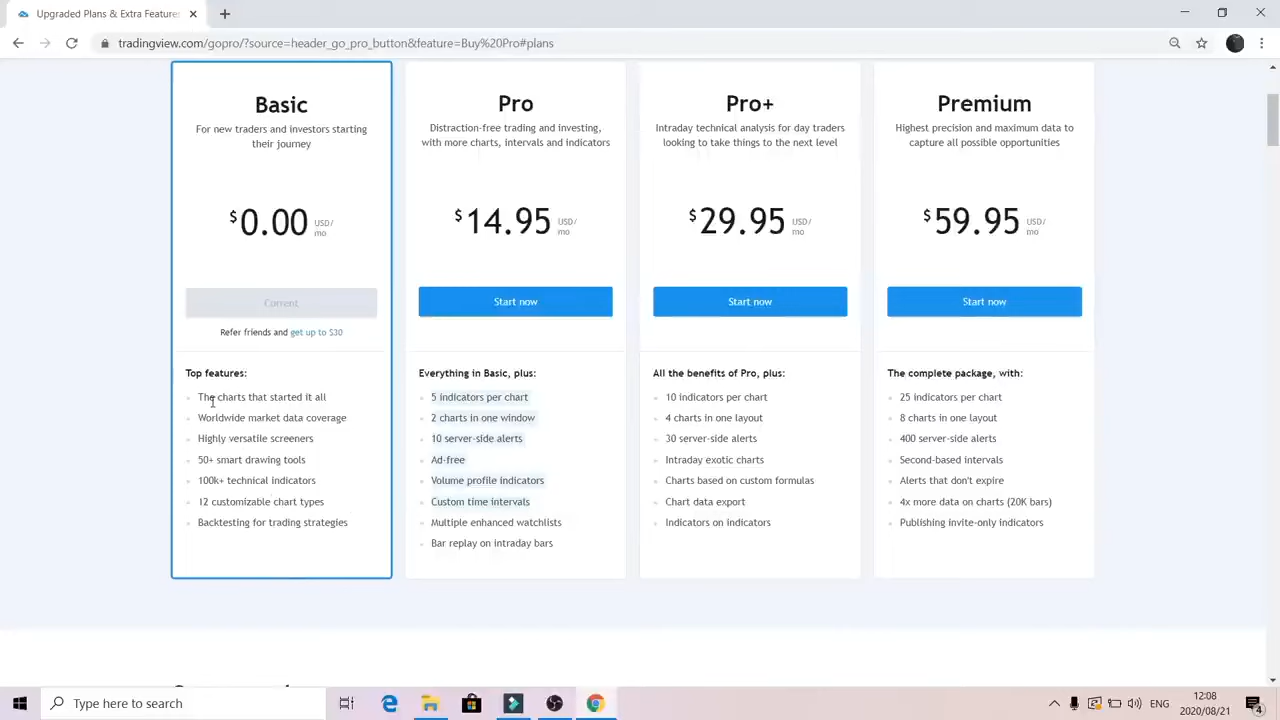 Upgraded Plans & Extra Features
tradingview.com/gopro/?source=header_go_pro_button&feature=Buy%20Pro#plans
Basic
For new traders and investors starting
their journey
$0.00 USD/
mo
Current
Refer friends and get up to $30
Top features:
The charts that started it all
Worldwide market data coverage
Highly versatile screeners
50+ smart drawing tools
100k+ technical indicators
12 customizable chart types
Backtesting for trading strategies
Pro
Distraction-free trading and investing,
with more charts, intervals and indicators
$14.95 USD/
mo
Start now
Everything in Basic, plus:
5 indicators per chart
2 charts in one window
10 server-side alerts
Ad-free
Volume profile indicators
Custom time intervals
Multiple enhanced watchlists
Bar replay on intraday bars
Pro+
Intraday technical analysis for day traders
looking to take things to the next level
$29.95 USD/
mo
Start now
All the benefits of Pro, plus:
10 indicators per chart
4 charts in one layout
30 server-side alerts
Intraday exotic charts
Charts based on custom formulas
Chart data export
Indicators on indicators
Premium
Highest precision and maximum data to
capture all possible opportunities
$59.95 USD/
mo
Start now
The complete package, with:
25 indicators per chart
8 charts in one layout
400 server-side alerts
Second-based intervals
Alerts that don't expire
4x more data on charts (20K bars)
Publishing invite-only indicators
Type here to search
ENG
12:08
2020/08/21
4